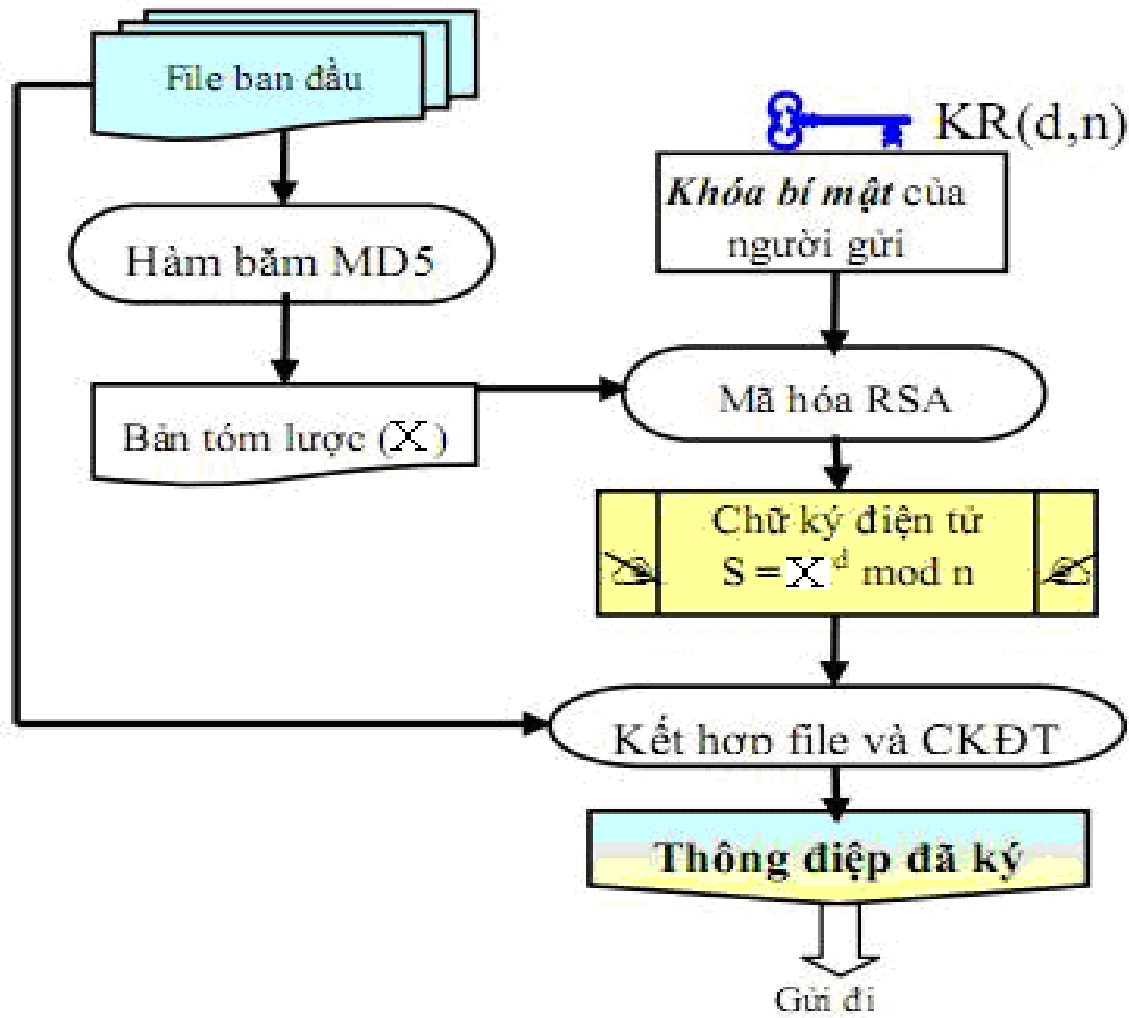 File ban đầu
KR(d,n)
Khóa bí mật của
người gửi
Hàm băm MD5
Mã hóa RSA
Bản tóm lược (X)
Chữ ký điện tử
S = X^d mod n
Kết hợp file và CKĐT
Thông điệp đã ký
Gửi đi